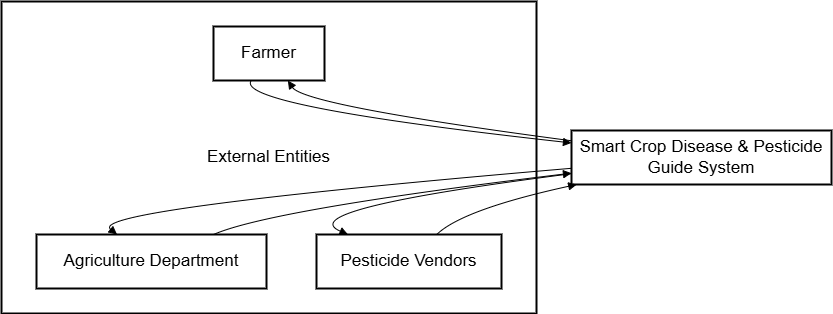 Farmer
External Entities
Smart Crop Disease & Pesticide
Guide System
Agriculture Department
Pesticide Vendors